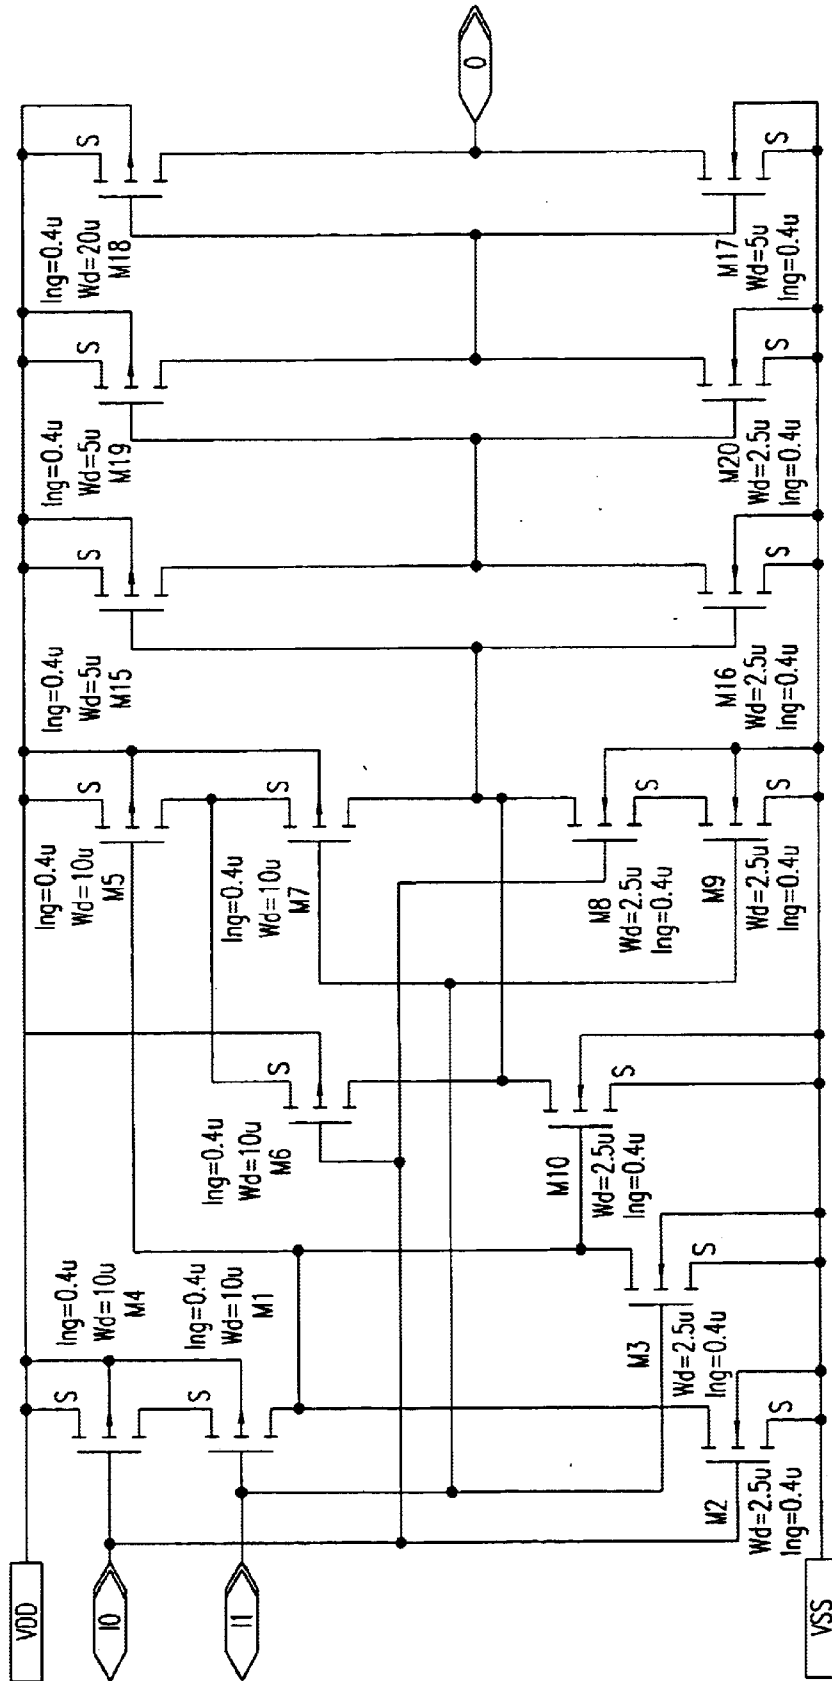 VDD
I0
I1
VSS
lng=0.4u
Wd=10u
M4
S
lng=0.4u
Wd=10u
M1
S
M2
Wd=2.5u
lng=0.4u
S
M3
Wd=2.5u
lng=0.4u
S
lng=0.4u
Wd=10u
M6
S
M10
Wd=2.5u
lng=0.4u
S
lng=0.4u
Wd=10u
M5
S
lng=0.4u
Wd=10u
M7
S
M8
Wd=2.5u
lng=0.4u
S
M9
Wd=2.5u
lng=0.4u
S
lng=0.4u
Wd=5u
M15
S
M16
Wd=2.5u
lng=0.4u
S
lng=0.4u
Wd=5u
M19
S
M20
Wd=2.5u
lng=0.4u
S
lng=0.4u
Wd=20u
M18
S
M17
Wd=5u
lng=0.4u
S
O